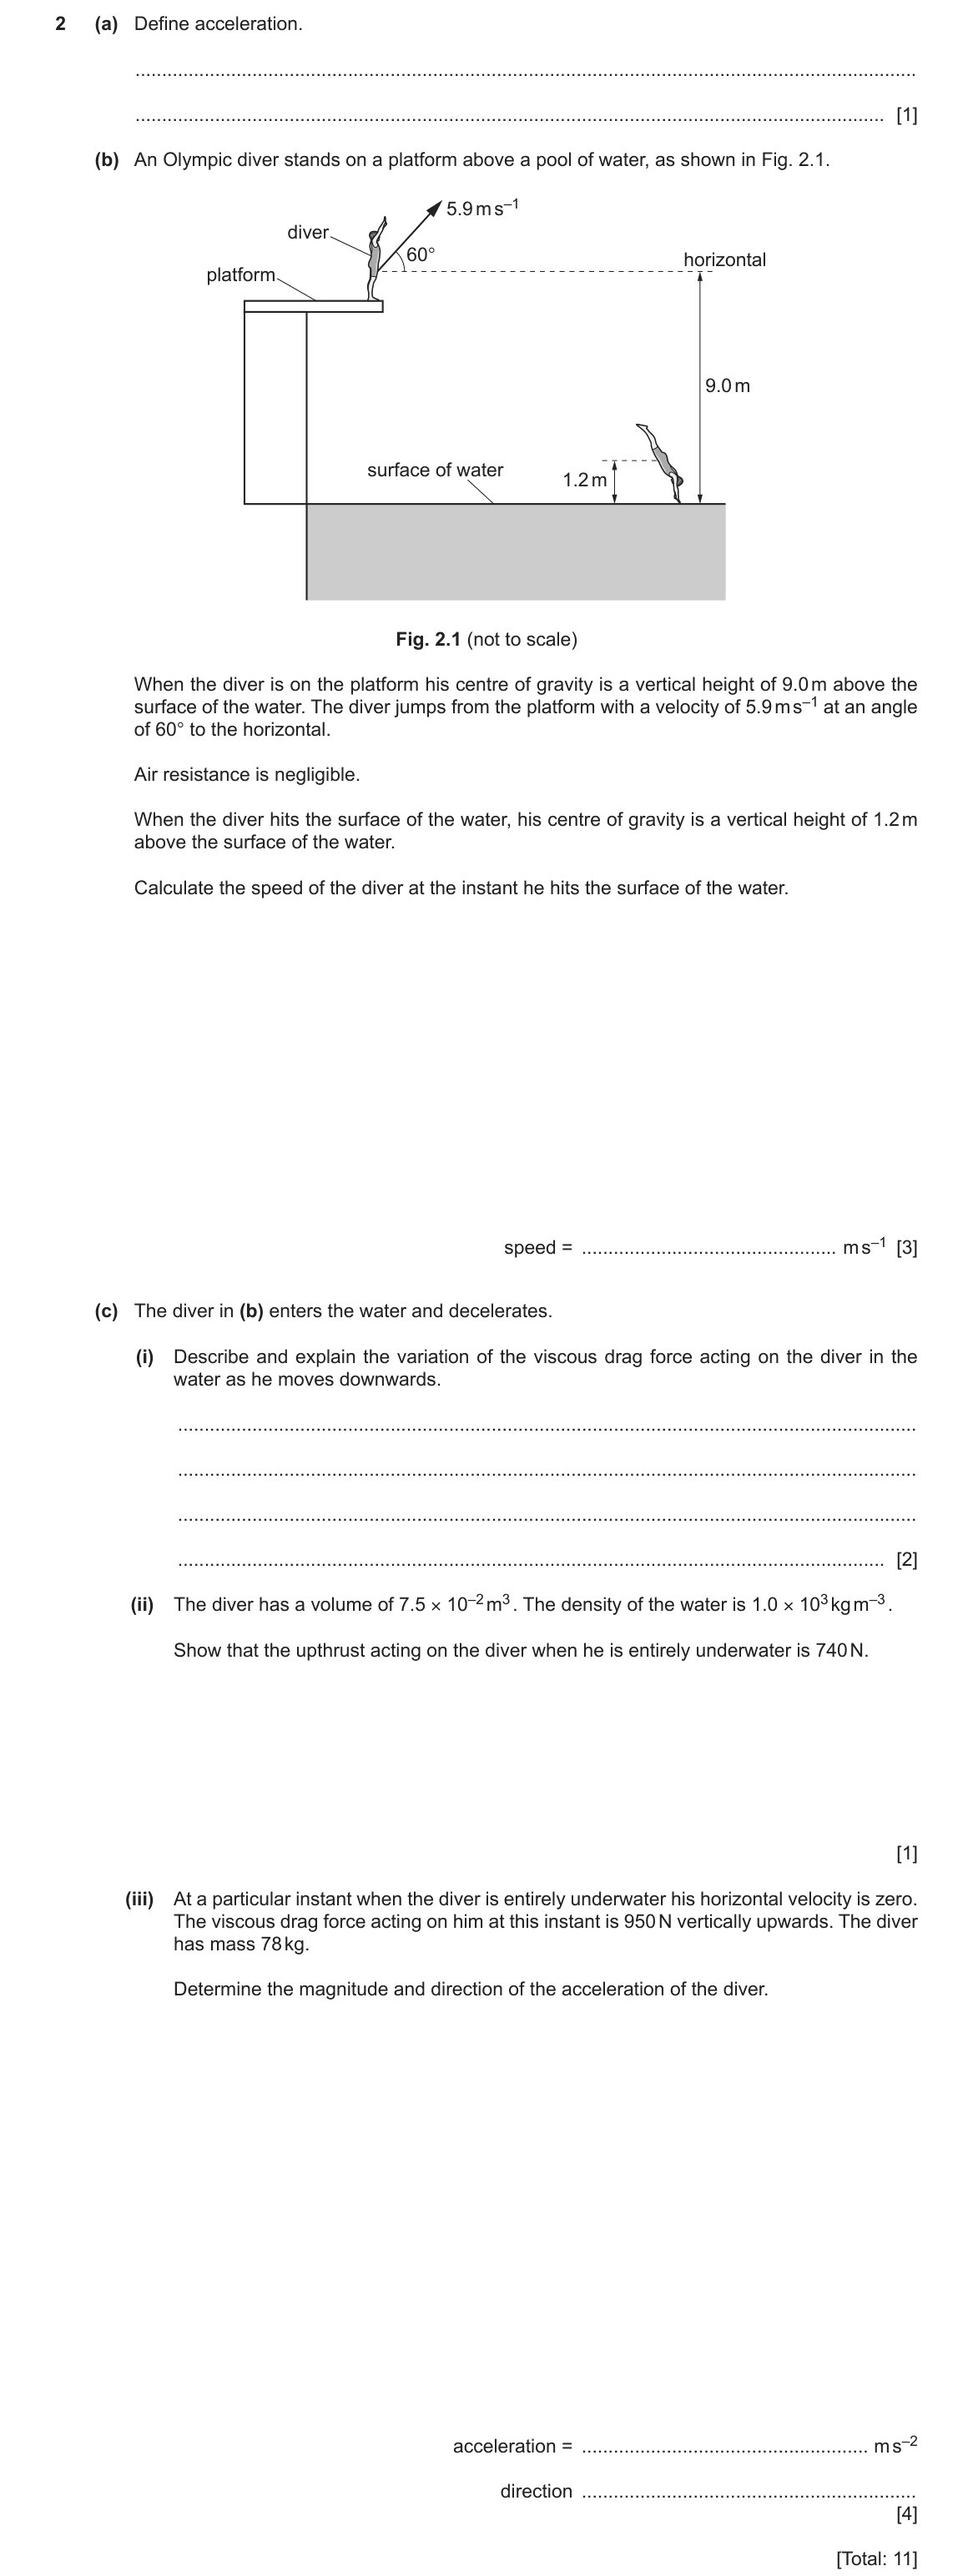 2 (a) Define acceleration.
..........................................................................................................................................
.................................................................................................................................... [1]
(b) An Olympic diver stands on a platform above a pool of water, as shown in Fig. 2.1.
5.9 m s⁻¹
diver
60°
horizontal
platform
9.0 m
surface of water
1.2 m
Fig. 2.1 (not to scale)
When the diver is on the platform his centre of gravity is a vertical height of 9.0 m above the
surface of the water. The diver jumps from the platform with a velocity of 5.9 m s⁻¹ at an angle
of 60° to the horizontal.
Air resistance is negligible.
When the diver hits the surface of the water, his centre of gravity is a vertical height of 1.2 m
above the surface of the water.
Calculate the speed of the diver at the instant he hits the surface of the water.
speed = ................................................ m s⁻¹ [3]
(c) The diver in (b) enters the water and decelerates.
(i) Describe and explain the variation of the viscous drag force acting on the diver in the
water as he moves downwards.
..................................................................................................................................
..................................................................................................................................
..................................................................................................................................
............................................................................................................................ [2]
(ii) The diver has a volume of 7.5 × 10⁻² m³. The density of the water is 1.0 × 10³ kg m⁻³.
Show that the upthrust acting on the diver when he is entirely underwater is 740 N.
[1]
(iii) At a particular instant when the diver is entirely underwater his horizontal velocity is zero.
The viscous drag force acting on him at this instant is 950 N vertically upwards. The diver
has mass 78 kg.
Determine the magnitude and direction of the acceleration of the diver.
acceleration = ...................................................... m s⁻²
direction ...............................................................
[4]
[Total: 11]